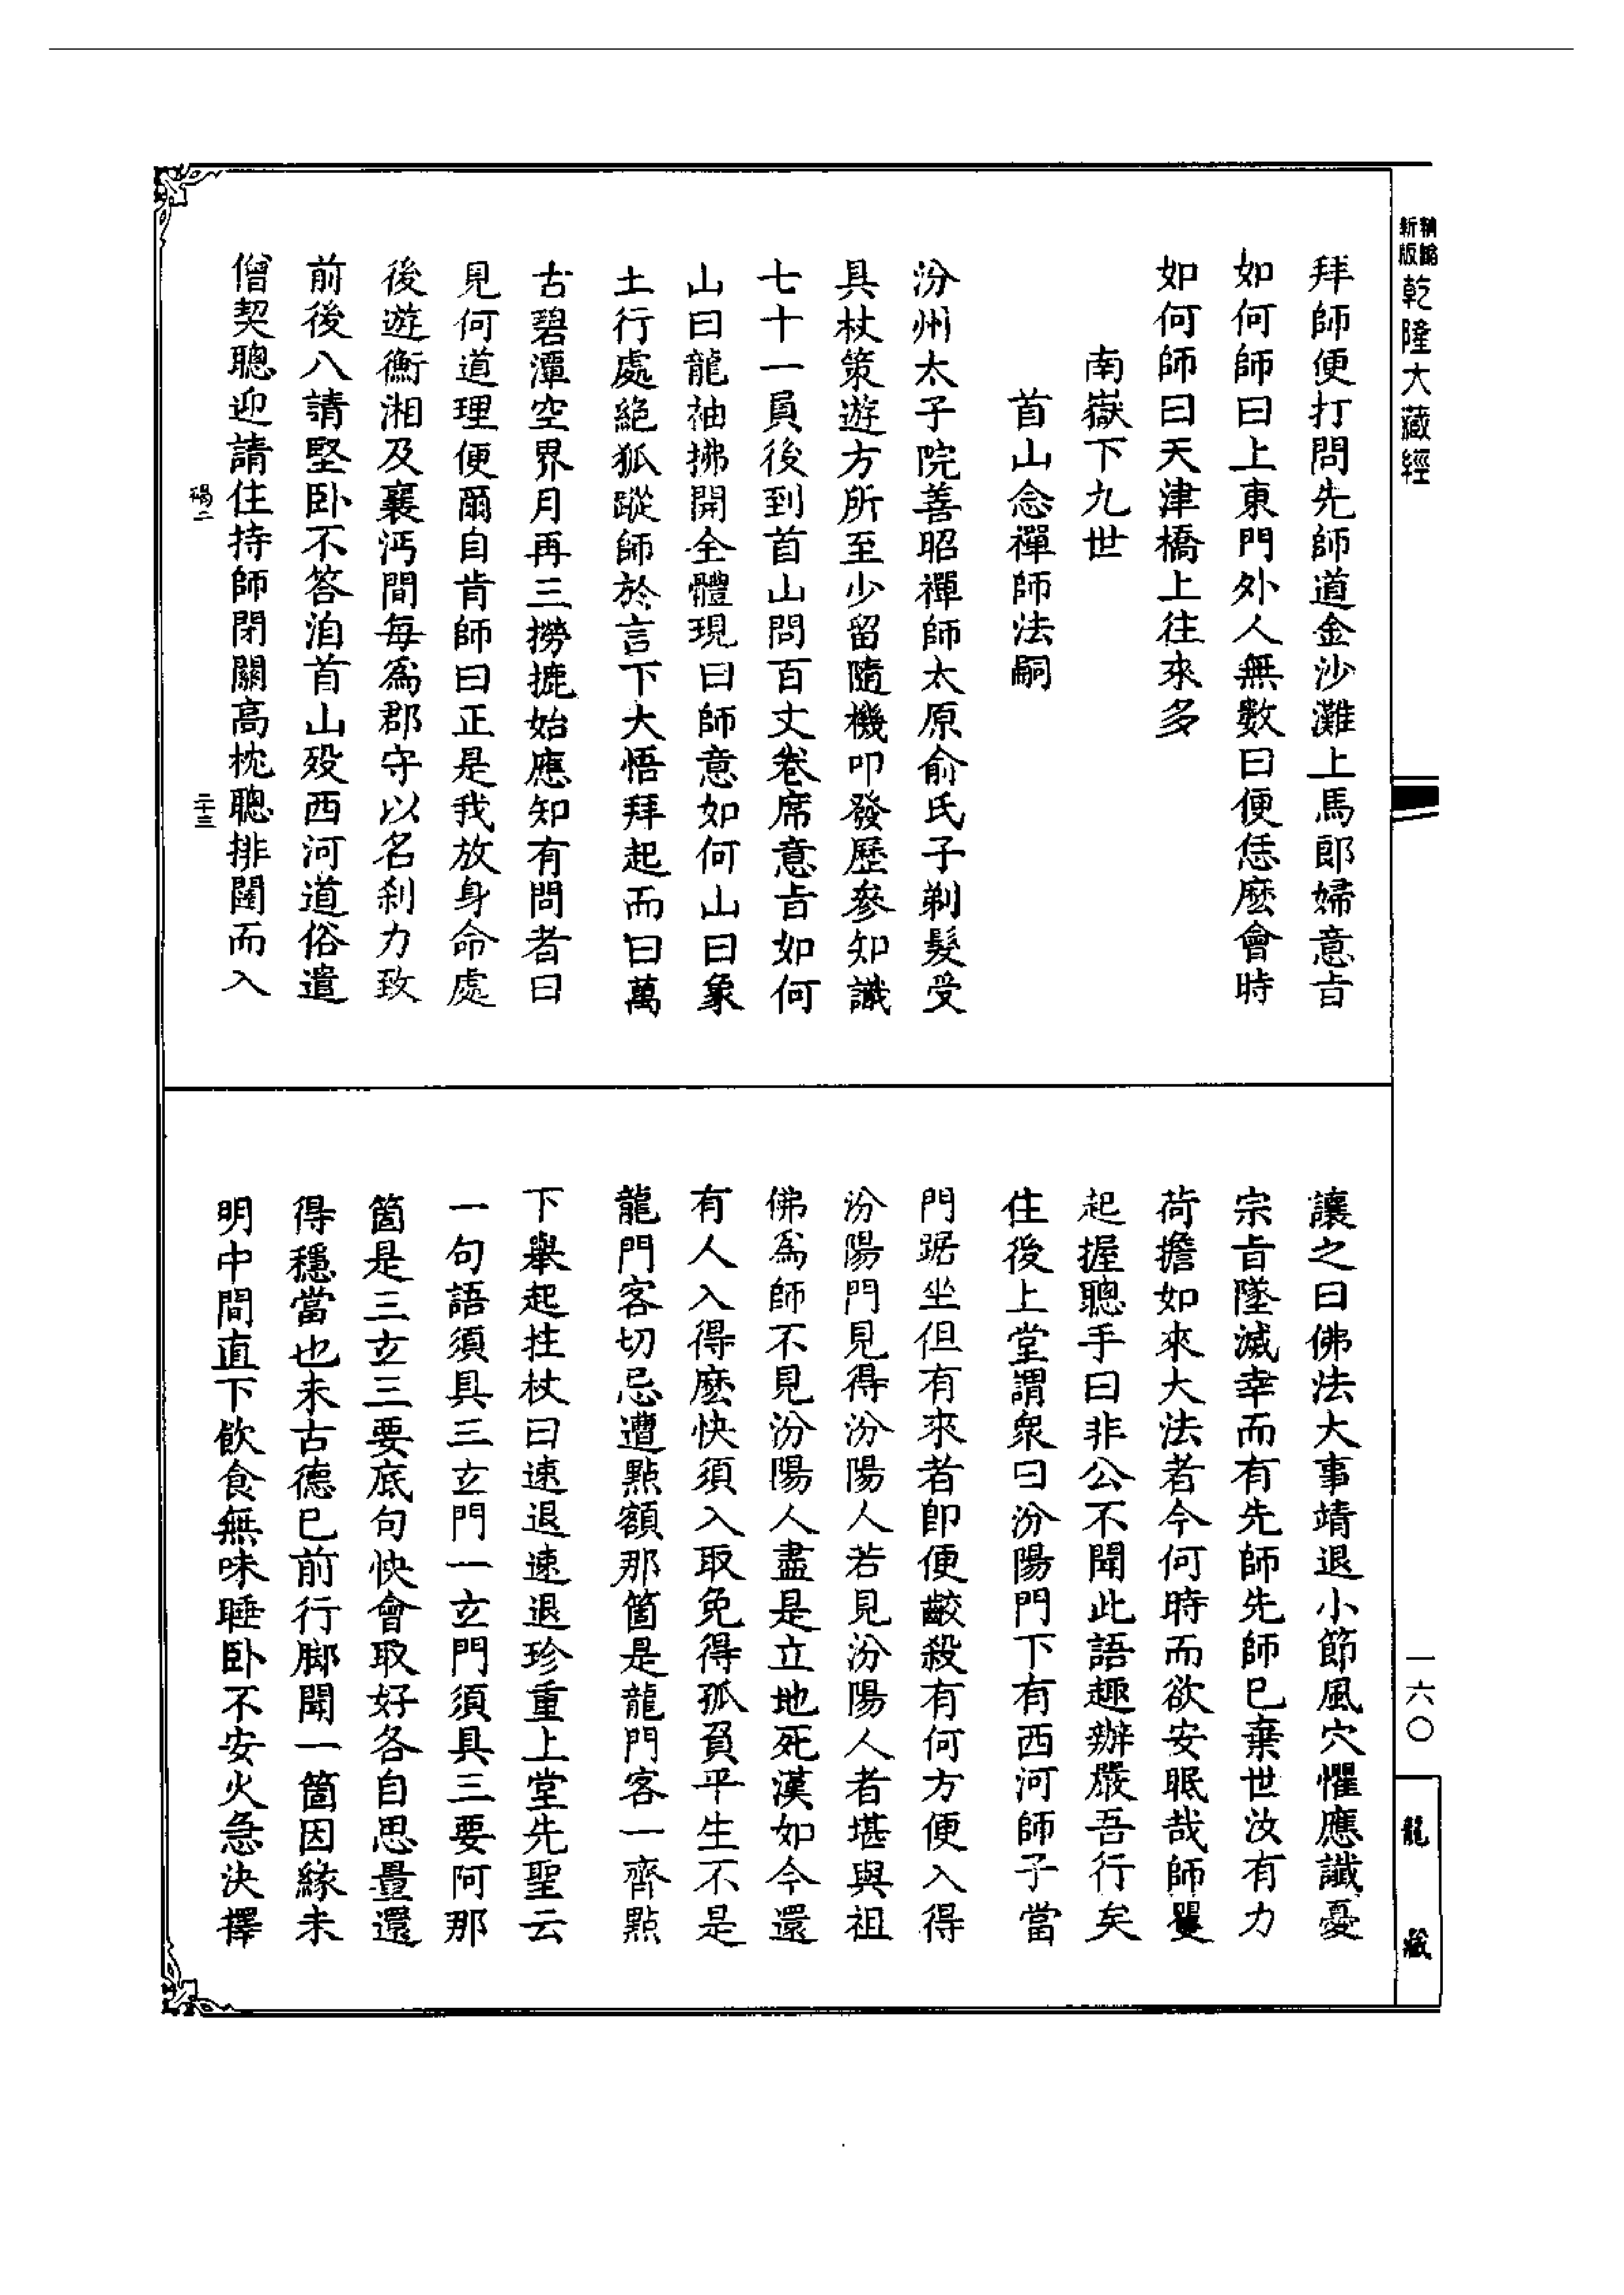 新版
精縮
乾隆大藏經
拜師便打問先師道金沙灘上馬郎婦意旨
如何師曰上東門外人無數曰便恁麽會時
如何師曰天津橋上往來多
南嶽下九世
首山念禪師法嗣
汾州太子院善昭禪師太原俞氏子剃髮受
具杖策遊方所至少留隨機叩發歷參知識
七十一員後到首山問百丈卷席意旨如何
山曰龍袖拂開全體現曰師意如何山曰象
王行處絕狐蹤師於言下大悟拜起而曰萬
古碧潭空界月再三撈摝始應知有問者曰
見何道理便爾自肯師曰正是我放身命處
後遊衡湘及襄沔間每爲郡守以名刹力致
前後八請堅卧不答洎首山歿西河道俗遣
僧契聰迎請住持師閉關高枕聰排闥而入
二十三
讓之曰佛法大事靖退小節風穴懼應讖憂
宗旨墜滅幸而有先師先師已棄世汝有力
荷擔如來大法者今何時而欲安眠哉師矍
起握聰手曰非公不聞此語趣辦嚴吾行矣
住後上堂謂衆曰汾陽門下有西河師子當
門踞坐但有來者即便齩殺有何方便入得
汾陽門見得汾陽人若見汾陽人者堪與祖
佛爲師不見汾陽人盡是立地死漢如今還
有人入得麽快須入取免得孤負平生不是
龍門客切忌遭點額那箇是龍門客一齊點
下舉起拄杖曰速退速退珍重上堂先聖云
一句語須具三玄門一玄門須具三要阿那
箇是三玄三要底句快會取好各自思量還
得穩當也未古德已前行脚聞一箇因緣未
明中間直下飲食無味睡卧不安火急決擇
一六〇
龍藏